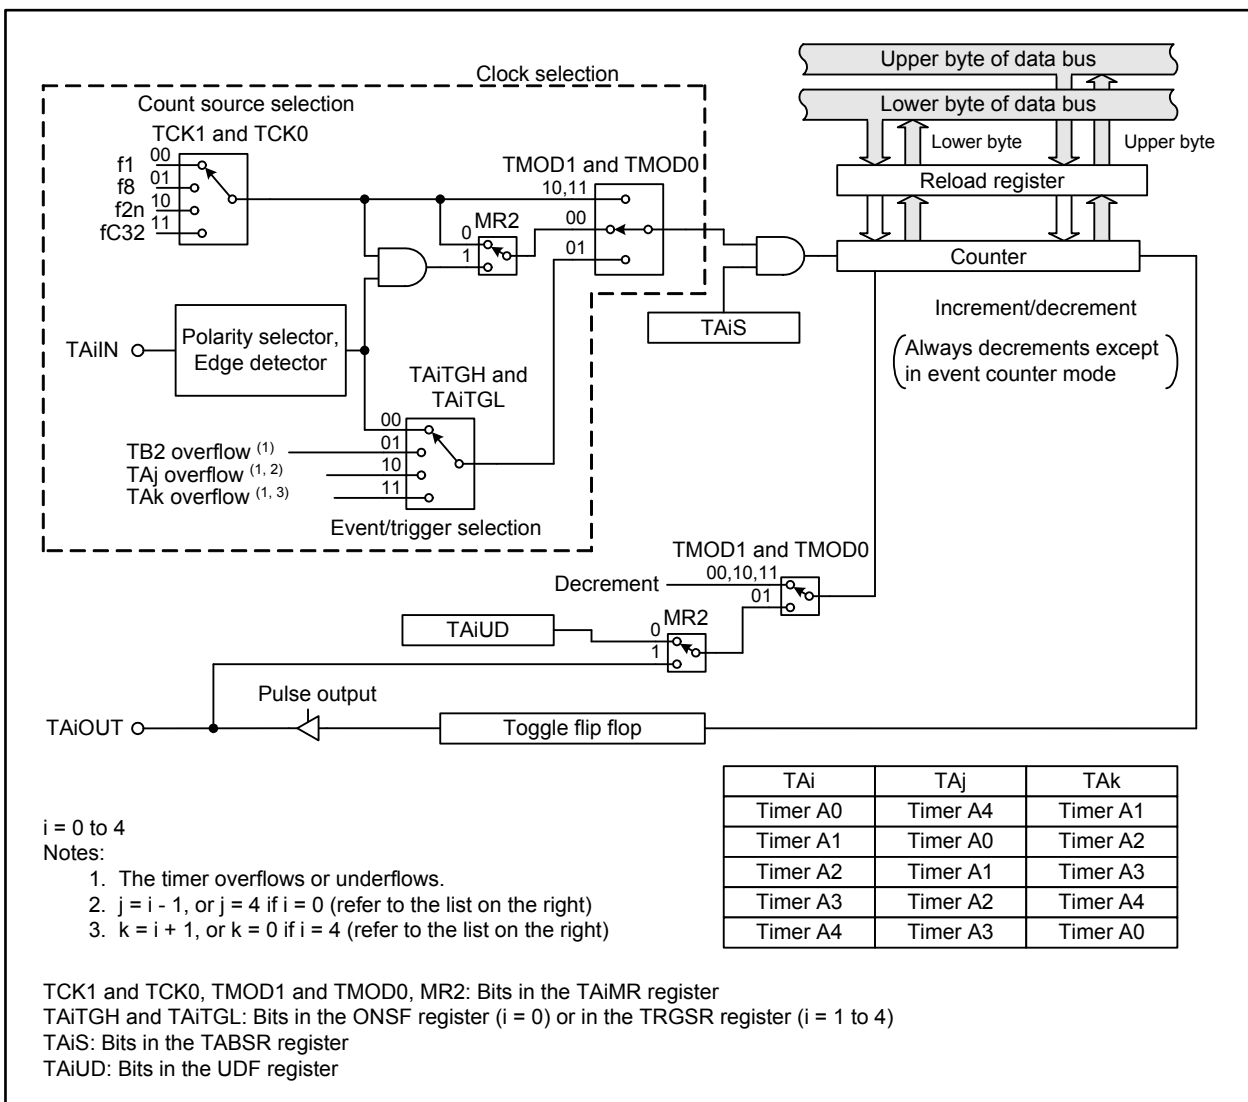 Clock selection
Count source selection
TCK1 and TCK0
f1 00
f8 01
f2n 10
fC32 11
TMOD1 and TMOD0
10,11
00
01
MR2
0
1
Upper byte of data bus
Lower byte of data bus
Lower byte
Upper byte
Reload register
Counter
TAiS
Increment/decrement
(Always decrements except
in event counter mode)
TAiIN
Polarity selector,
Edge detector
TAiTGH and
TAiTGL
00
01
10
11
TB2 overflow (1)
TAj overflow (1, 2)
TAk overflow (1, 3)
Event/trigger selection
TMOD1 and TMOD0
Decrement 00,10,11
01
TAiUD
MR2
0
1
Pulse output
TAiOUT
Toggle flip flop
TAi TAj TAk
Timer A0 Timer A4 Timer A1
Timer A1 Timer A0 Timer A2
Timer A2 Timer A1 Timer A3
Timer A3 Timer A2 Timer A4
Timer A4 Timer A3 Timer A0
i = 0 to 4
Notes:
1. The timer overflows or underflows.
2. j = i - 1, or j = 4 if i = 0 (refer to the list on the right)
3. k = i + 1, or k = 0 if i = 4 (refer to the list on the right)
TCK1 and TCK0, TMOD1 and TMOD0, MR2: Bits in the TAiMR register
TAiTGH and TAiTGL: Bits in the ONSF register (i = 0) or in the TRGSR register (i = 1 to 4)
TAiS: Bits in the TABSR register
TAiUD: Bits in the UDF register